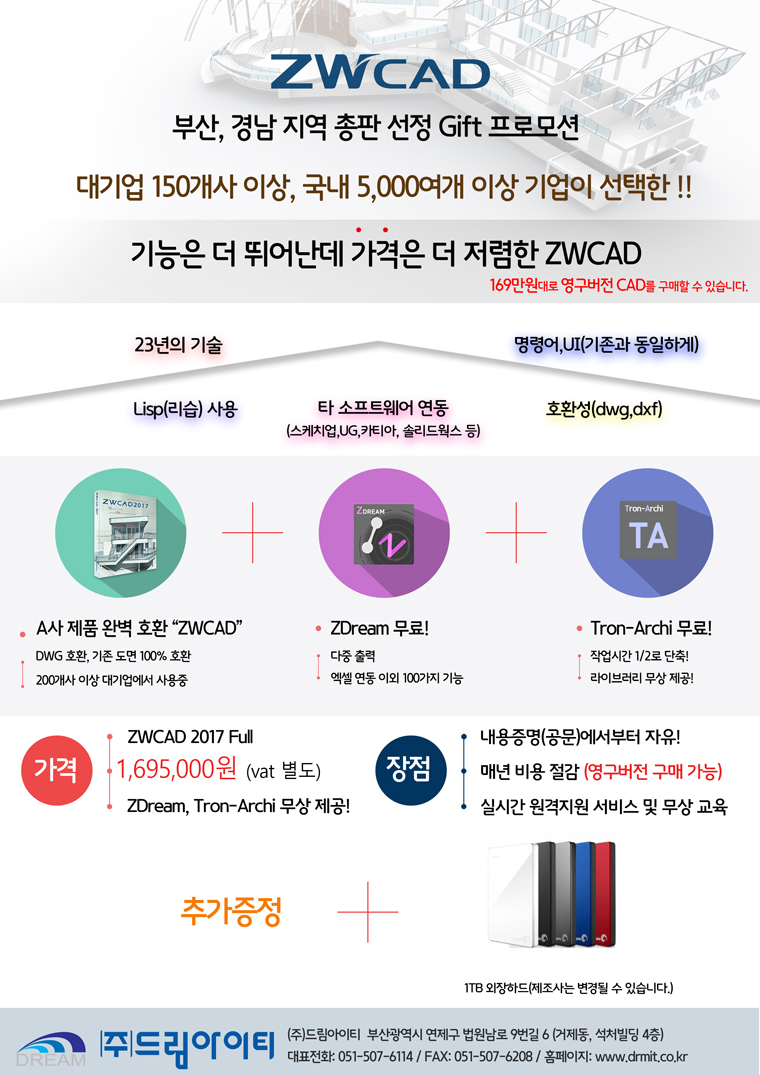 ZWCAD
부산, 경남 지역 총판 선정 Gift 프로모션
대기업 150개사 이상, 국내 5,000여개 이상 기업이 선택한 !!
기능은 더 뛰어난데 가격은 더 저렴한 ZWCAD
169만원대로 영구버전 CAD를 구매할 수 있습니다.
23년의 기술
명령어,UI(기존과 동일하게)
Lisp(리습) 사용
타 소프트웨어 연동
(스케치업,UG,카티아, 솔리드웍스 등)
호환성(dwg,dxf)
ZWCAD2017
ZDREAM
Tron-Archi
TA
A사 제품 완벽 호환 “ZWCAD”
DWG 호환, 기존 도면 100% 호환
200개사 이상 대기업에서 사용중
ZDream 무료!
다중 출력
엑셀 연동 이외 100가지 기능
Tron-Archi 무료!
작업시간 1/2로 단축!
라이브러리 무상 제공!
가격
ZWCAD 2017 Full
1,695,000원 (vat 별도)
ZDream, Tron-Archi 무상 제공!
장점
내용증명(공문)에서부터 자유!
매년 비용 절감 (영구버전 구매 가능)
실시간 원격지원 서비스 및 무상 교육
추가증정
1TB 외장하드(제조사는 변경될 수 있습니다.)
DREAM
(주)드림아이티
(주)드림아이티 부산광역시 연제구 법원남로 9번길 6 (거제동, 석처빌딩 4층)
대표전화: 051-507-6114 / FAX: 051-507-6208 / 홈페이지: www.drmit.co.kr